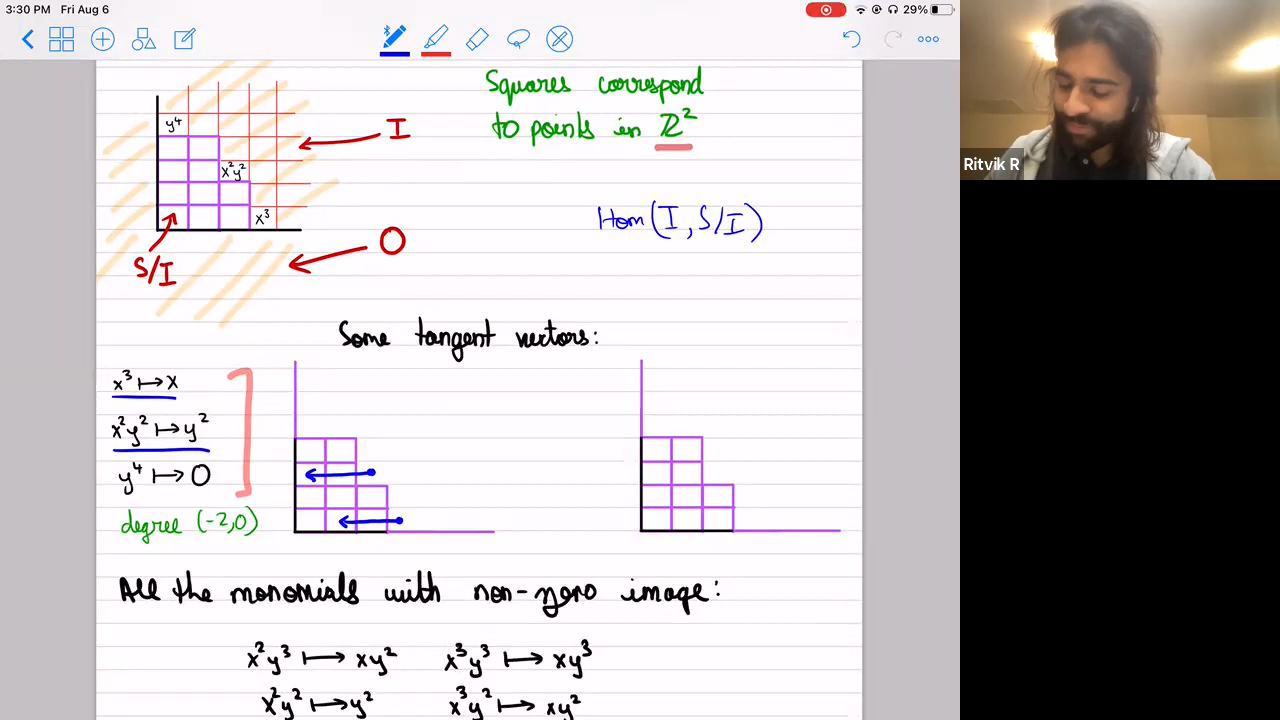 3:30 PM Fri Aug 6
29%
Ritvik R
Squares correspond
to points in ℤ²
y⁴
I
x²y²
x³
Hom(I, S/I)
O
S/I
Some tangent vectors:
x³ ↦ x
x²y² ↦ y²
y⁴ ↦ 0
degree (-2,0)
All the monomials with non-zero image:
x²y³ ↦ xy² x³y³ ↦ xy³
x²y² ↦ y² x³y² ↦ xy²